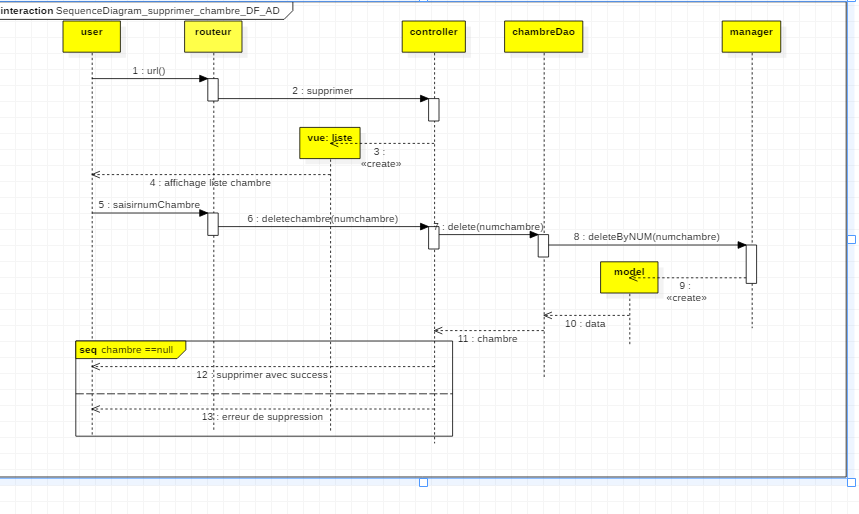 interaction SequenceDiagram_supprimer_chambre_DF_AD
user
routeur
controller
chambreDao
manager
1 : url()
2 : supprimer
vue: liste
3 :
«create»
4 : affichage liste chambre
5 : saisirnumChambre
6 : deletechambre(numchambre)
7 : delete(numchambre)
8 : deleteByNUM(numchambre)
model
9 :
«create»
10 : data
11 : chambre
seq chambre ==null
12 : supprimer avec success
13 : erreur de suppression